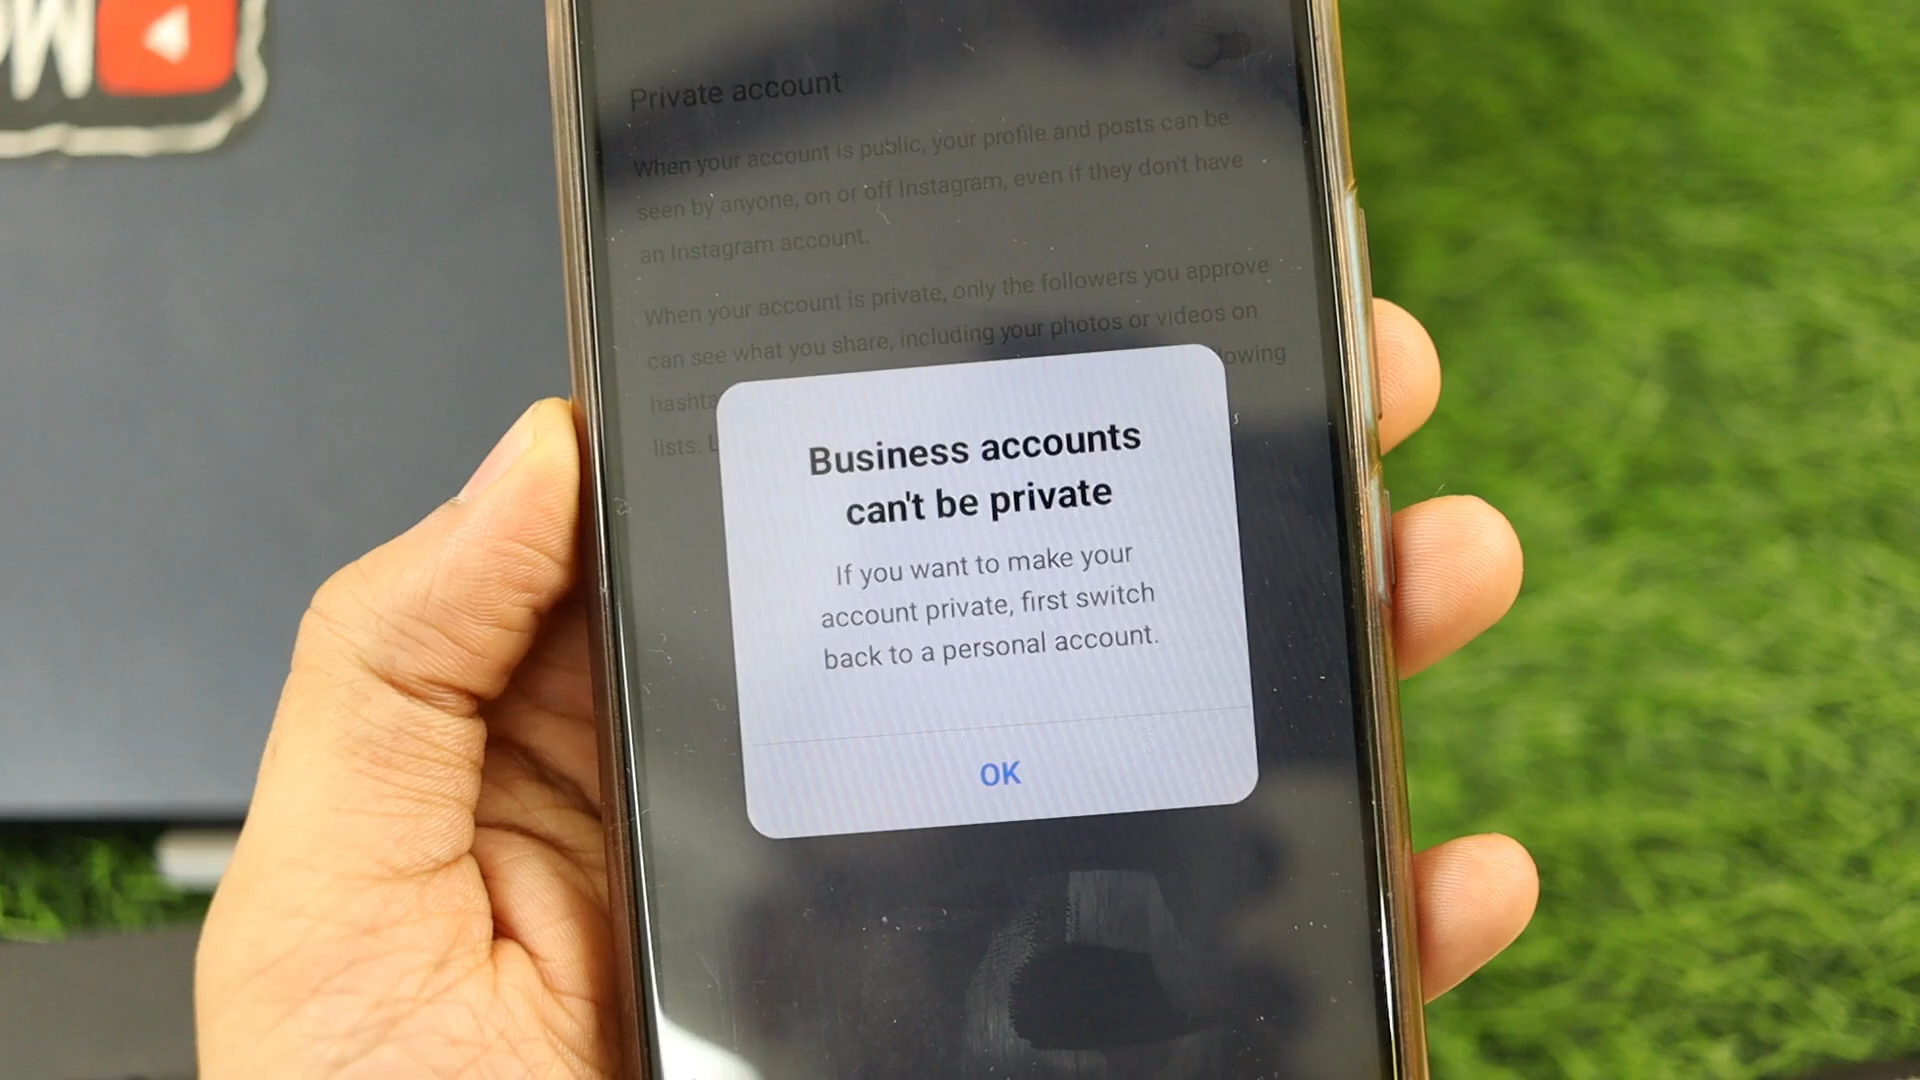 Private account
When your account is public, your profile and posts can be
seen by anyone, on or off Instagram, even if they don't have
an Instagram account.
When your account is private, only the followers you approve
can see what you share, including your photos or videos on
hashta
lowing
lists.
Business accounts
can't be private
If you want to make your
account private, first switch
back to a personal account.
OK